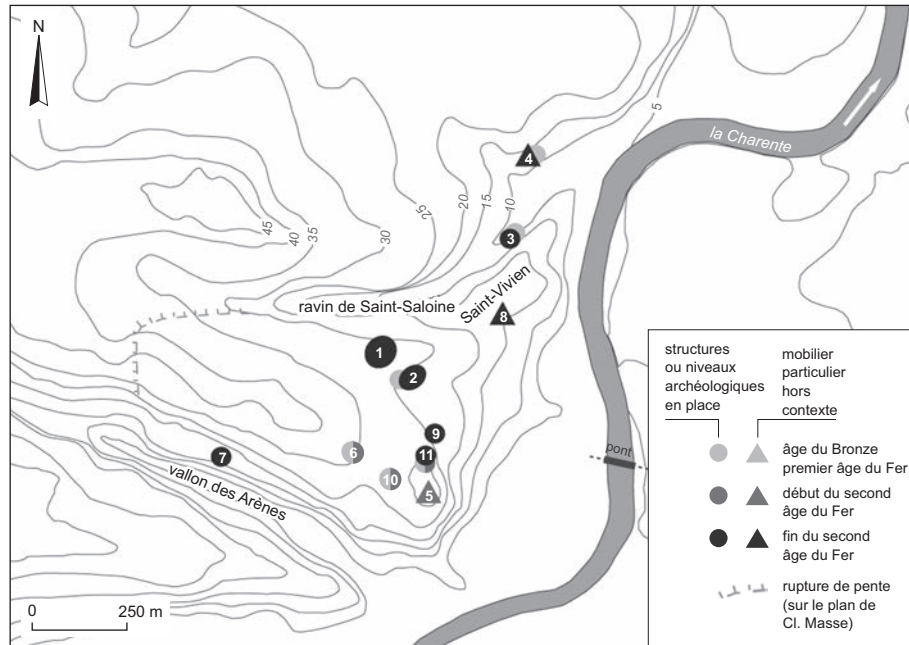 N
5
la Charente
4
45
40
35
30
25
20
15
10
3
ravin de Saint-Saloine
Saint-Vivien
8
1
2
9
11
6
10
5
7
vallon des Arènes
pont
0 250 m
structures
ou niveaux
archéologiques
en place
mobilier
particulier
hors
contexte
âge du Bronze
premier âge du Fer
début du second
âge du Fer
fin du second
âge du Fer
rupture de pente
(sur le plan de
Cl. Masse)